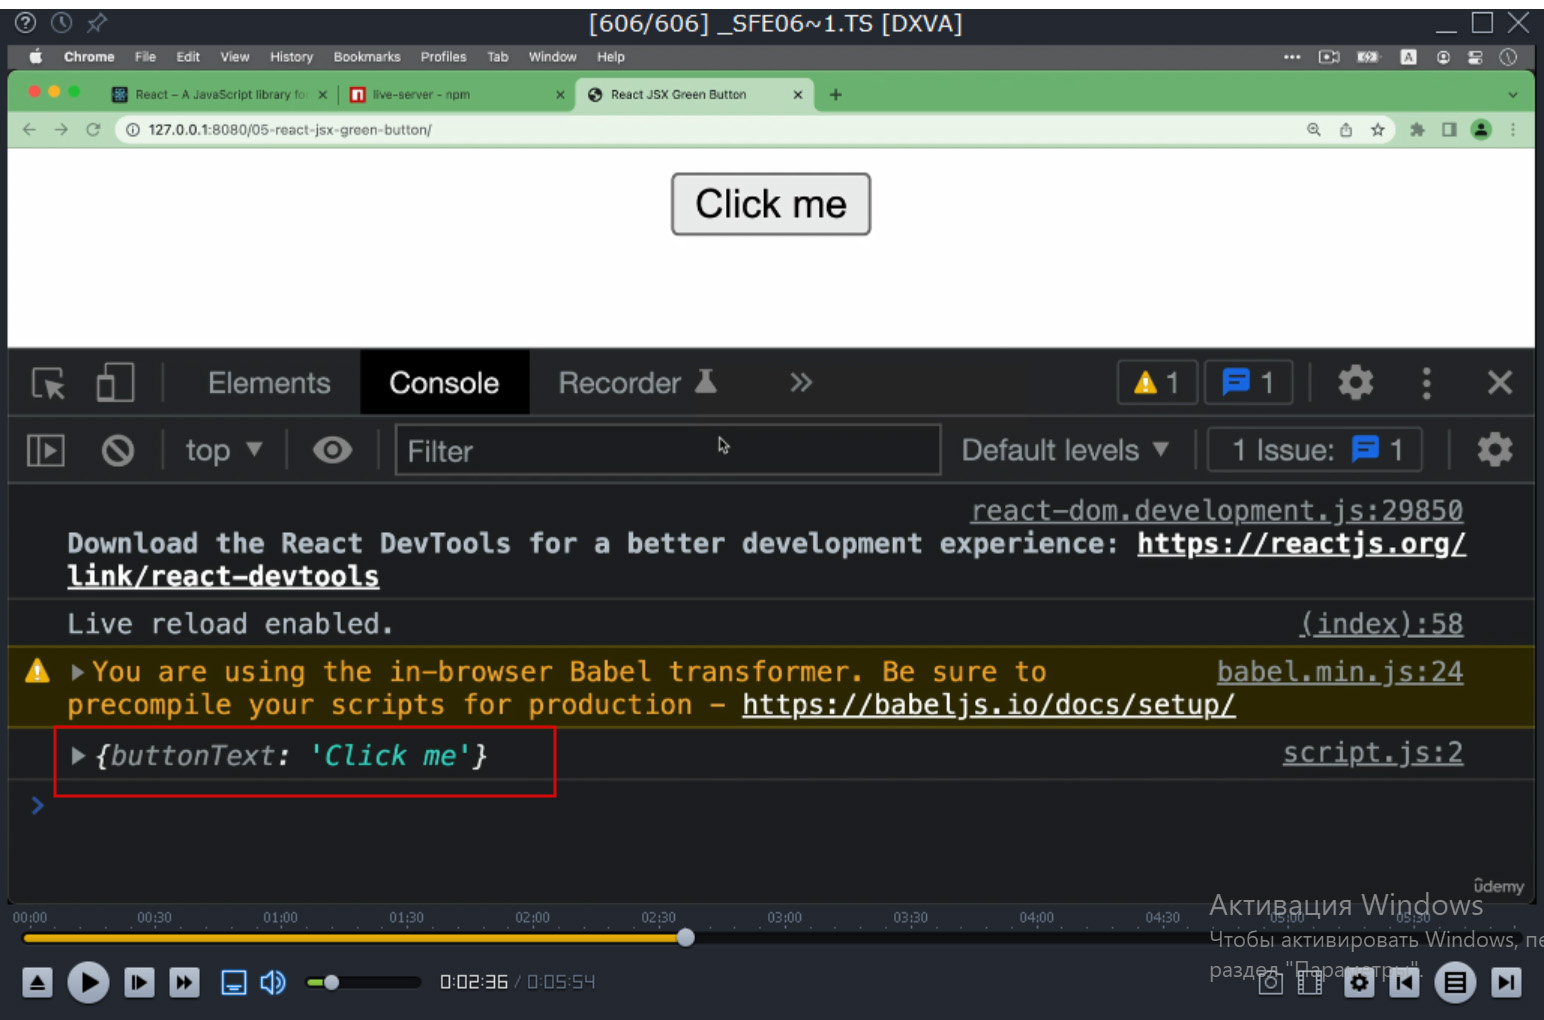 [606/606] _SFE06~1.TS [DXVA]
Chrome File Edit View History Bookmarks Profiles Tab Window Help
React – A JavaScript library fo
live-server - npm
React JSX Green Button
127.0.0.1:8080/05-react-jsx-green-button/
Click me
Elements Console Recorder 1 1
top Filter Default levels 1 Issue: 1
react-dom.development.js:29850
Download the React DevTools for a better development experience: https://reactjs.org/
link/react-devtools
Live reload enabled. (index):58
You are using the in-browser Babel transformer. Be sure to babel.min.js:24
precompile your scripts for production – https://babeljs.io/docs/setup/
{buttonText: 'Click me'} script.js:2
ûdemy
00:00 00:30 01:00 01:30 02:00 02:30 03:00 03:30 04:00 04:30 05:00 05:30
Активация Windows
Чтобы активировать Windows, пе
раздел "Параметры".
0:02:36 / 0:05:54